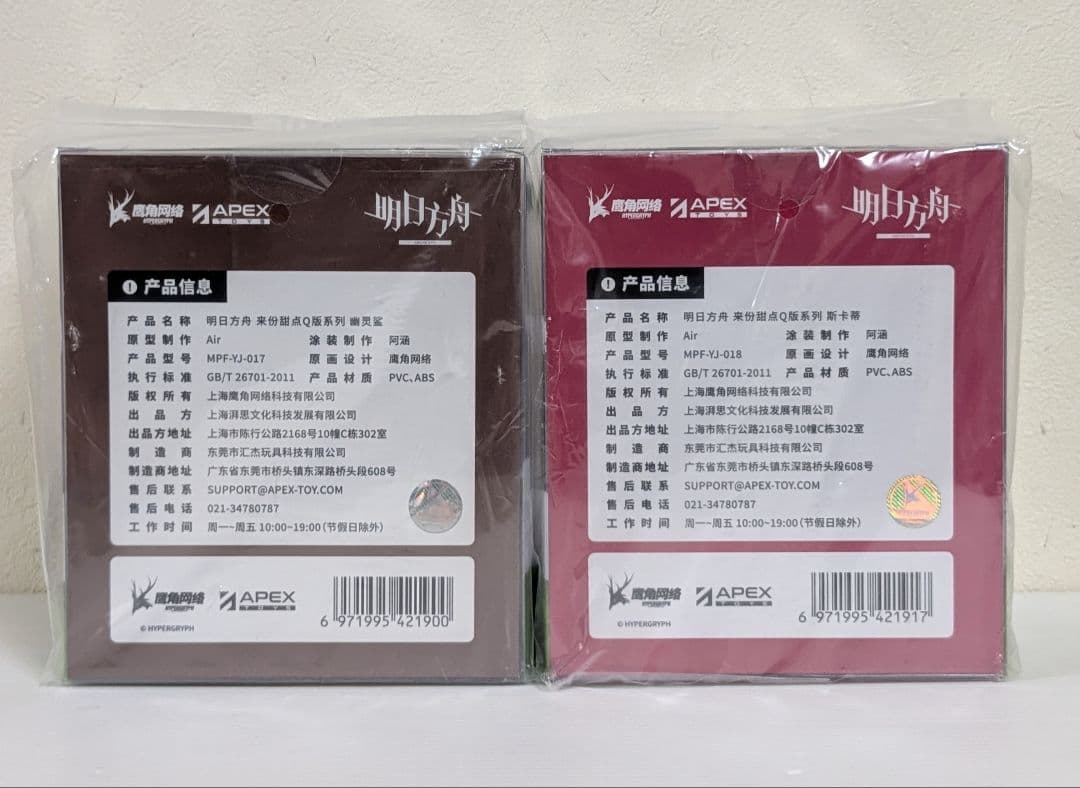 鹰角网络 APEX 明日方舟
HYPERGRYPH TOYS
产品信息
产品名称 明日方舟 来份甜点Q版系列 幽灵鲨
原型制作 Air 涂装制作 阿涵
产品型号 MPF-YJ-017 原画设计 鹰角网络
执行标准 GB/T 26701-2011 产品材质 PVC、ABS
版权所有 上海鹰角网络科技有限公司
出品方 上海湃思文化科技发展有限公司
出品方地址 上海市陈行公路2168号10幢C栋302室
制造商 东莞市汇杰玩具科技有限公司
制造商地址 广东省东莞市桥头镇东深路桥头段608号
售后联系 SUPPORT@APEX-TOY.COM
售后电话 021-34780787
工作时间 周一~周五 10:00~19:00(节假日除外)
鹰角网络 APEX
HYPERGRYPH TOYS
© HYPERGRYPH
6 971995 421900
鹰角网络 APEX 明日方舟
HYPERGRYPH TOYS
产品信息
产品名称 明日方舟 来份甜点Q版系列 斯卡蒂
原型制作 Air 涂装制作 阿涵
产品型号 MPF-YJ-018 原画设计 鹰角网络
执行标准 GB/T 26701-2011 产品材质 PVC、ABS
版权所有 上海鹰角网络科技有限公司
出品方 上海湃思文化科技发展有限公司
出品方地址 上海市陈行公路2168号10幢C栋302室
制造商 东莞市汇杰玩具科技有限公司
制造商地址 广东省东莞市桥头镇东深路桥头段608号
售后联系 SUPPORT@APEX-TOY.COM
售后电话 021-34780787
工作时间 周一~周五 10:00~19:00(节假日除外)
鹰角网络 APEX
HYPERGRYPH TOYS
© HYPERGRYPH
6 971995 421917